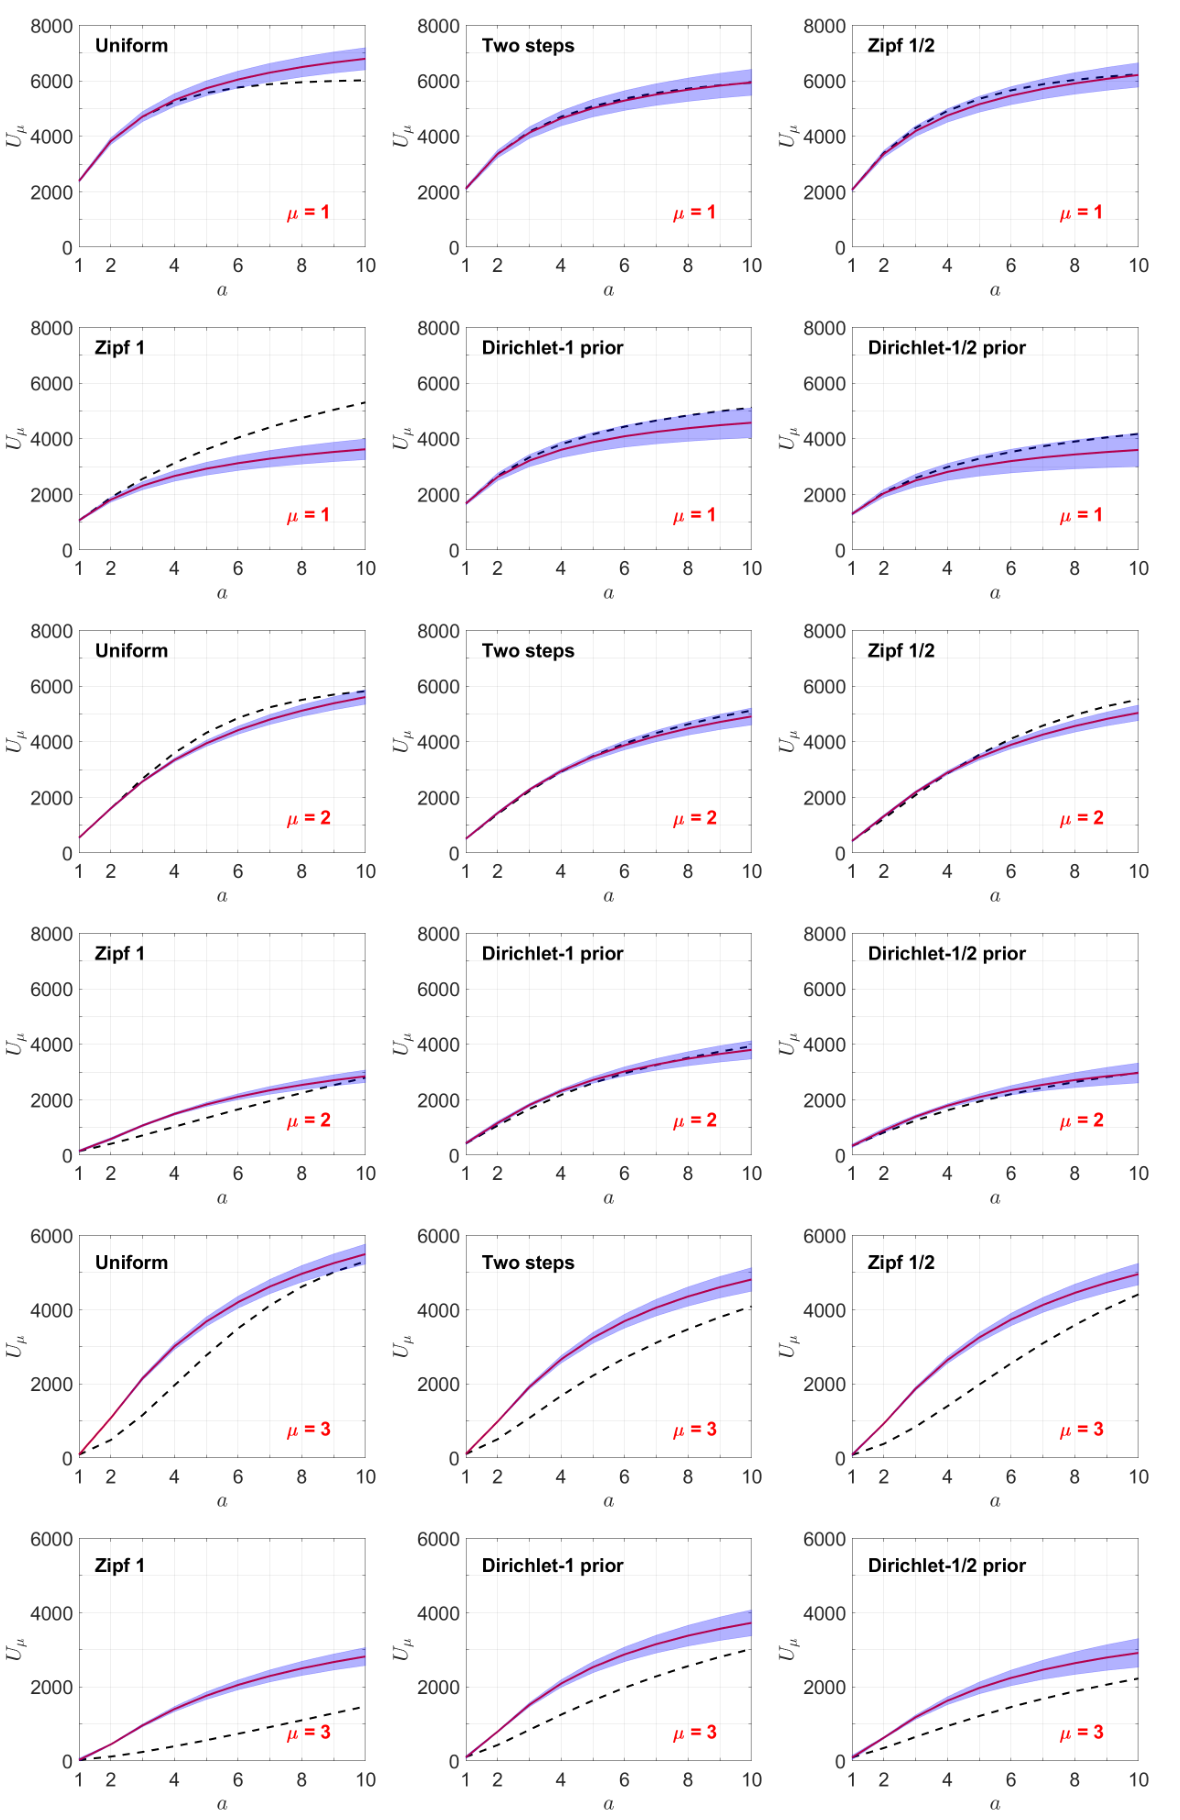 8000
6000
4000
2000
0
U_μ
Uniform
μ = 1
1 2 4 6 8 10
a
8000
6000
4000
2000
0
U_μ
Two steps
μ = 1
1 2 4 6 8 10
a
8000
6000
4000
2000
0
U_μ
Zipf 1/2
μ = 1
1 2 4 6 8 10
a
8000
6000
4000
2000
0
U_μ
Zipf 1
μ = 1
1 2 4 6 8 10
a
8000
6000
4000
2000
0
U_μ
Dirichlet-1 prior
μ = 1
1 2 4 6 8 10
a
8000
6000
4000
2000
0
U_μ
Dirichlet-1/2 prior
μ = 1
1 2 4 6 8 10
a
8000
6000
4000
2000
0
U_μ
Uniform
μ = 2
1 2 4 6 8 10
a
8000
6000
4000
2000
0
U_μ
Two steps
μ = 2
1 2 4 6 8 10
a
8000
6000
4000
2000
0
U_μ
Zipf 1/2
μ = 2
1 2 4 6 8 10
a
8000
6000
4000
2000
0
U_μ
Zipf 1
μ = 2
1 2 4 6 8 10
a
8000
6000
4000
2000
0
U_μ
Dirichlet-1 prior
μ = 2
1 2 4 6 8 10
a
8000
6000
4000
2000
0
U_μ
Dirichlet-1/2 prior
μ = 2
1 2 4 6 8 10
a
6000
4000
2000
0
U_μ
Uniform
μ = 3
1 2 4 6 8 10
a
6000
4000
2000
0
U_μ
Two steps
μ = 3
1 2 4 6 8 10
a
6000
4000
2000
0
U_μ
Zipf 1/2
μ = 3
1 2 4 6 8 10
a
6000
4000
2000
0
U_μ
Zipf 1
μ = 3
1 2 4 6 8 10
a
6000
4000
2000
0
U_μ
Dirichlet-1 prior
μ = 3
1 2 4 6 8 10
a
6000
4000
2000
0
U_μ
Dirichlet-1/2 prior
μ = 3
1 2 4 6 8 10
a